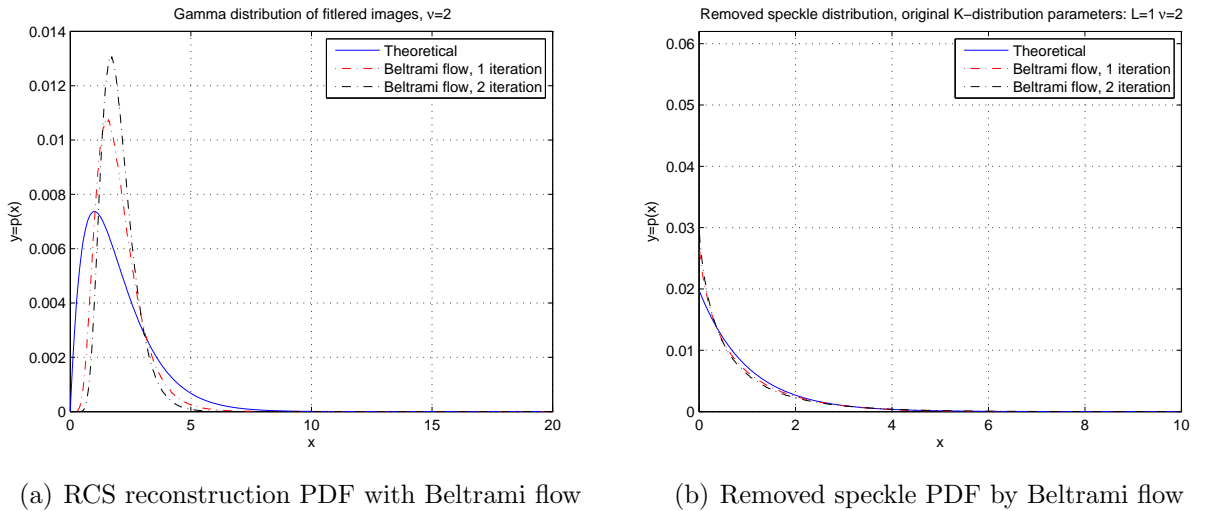 Gamma distribution of fitlered images, ν=2
0.014
0.012
0.01
0.008
0.006
0.004
0.002
0
y=p(x)
Theoretical
Beltrami flow, 1 iteration
Beltrami flow, 2 iteration
0 5 10 15 20
x
(a) RCS reconstruction PDF with Beltrami flow
Removed speckle distribution, original K−distribution parameters: L=1 ν=2
0.06
0.05
0.04
0.03
0.02
0.01
0
y=p(x)
Theoretical
Beltrami flow, 1 iteration
Beltrami flow, 2 iteration
0 2 4 6 8 10
x
(b) Removed speckle PDF by Beltrami flow